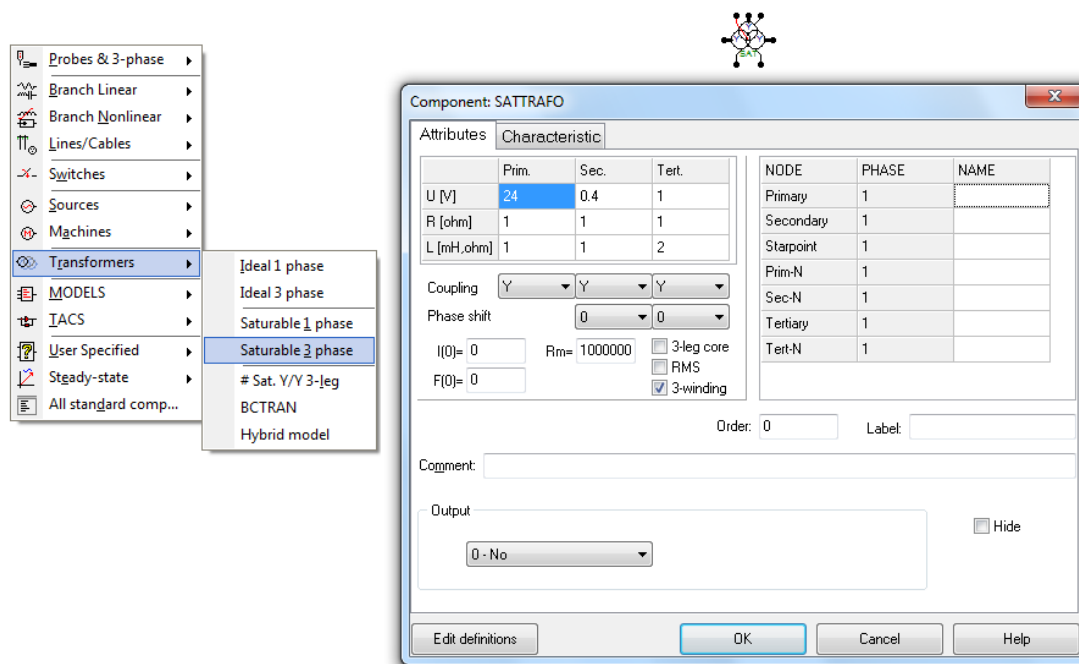 Y
Y
Y
SAT
Probes & 3-phase
Branch Linear
Branch Nonlinear
Lines/Cables
Switches
Sources
Machines
Transformers
MODELS
TACS
User Specified
Steady-state
All standard comp...
Ideal 1 phase
Ideal 3 phase
Saturable 1 phase
Saturable 3 phase
# Sat. Y/Y 3-leg
BCTRAN
Hybrid model
Component: SATTRAFO
Attributes Characteristic
Prim. Sec. Tert.
U [V] 24 0.4 1
R [ohm] 1 1 1
L [mH,ohm] 1 1 2
Coupling Y Y Y
Phase shift 0 0
I(0)= 0 Rm= 1000000 3-leg core
RMS
F(0)= 0
3-winding
NODE PHASE NAME
Primary 1
Secondary 1
Starpoint 1
Prim-N 1
Sec-N 1
Tertiary 1
Tert-N 1
Order: 0 Label:
Comment:
Output
0 - No
Hide
Edit definitions OK Cancel Help